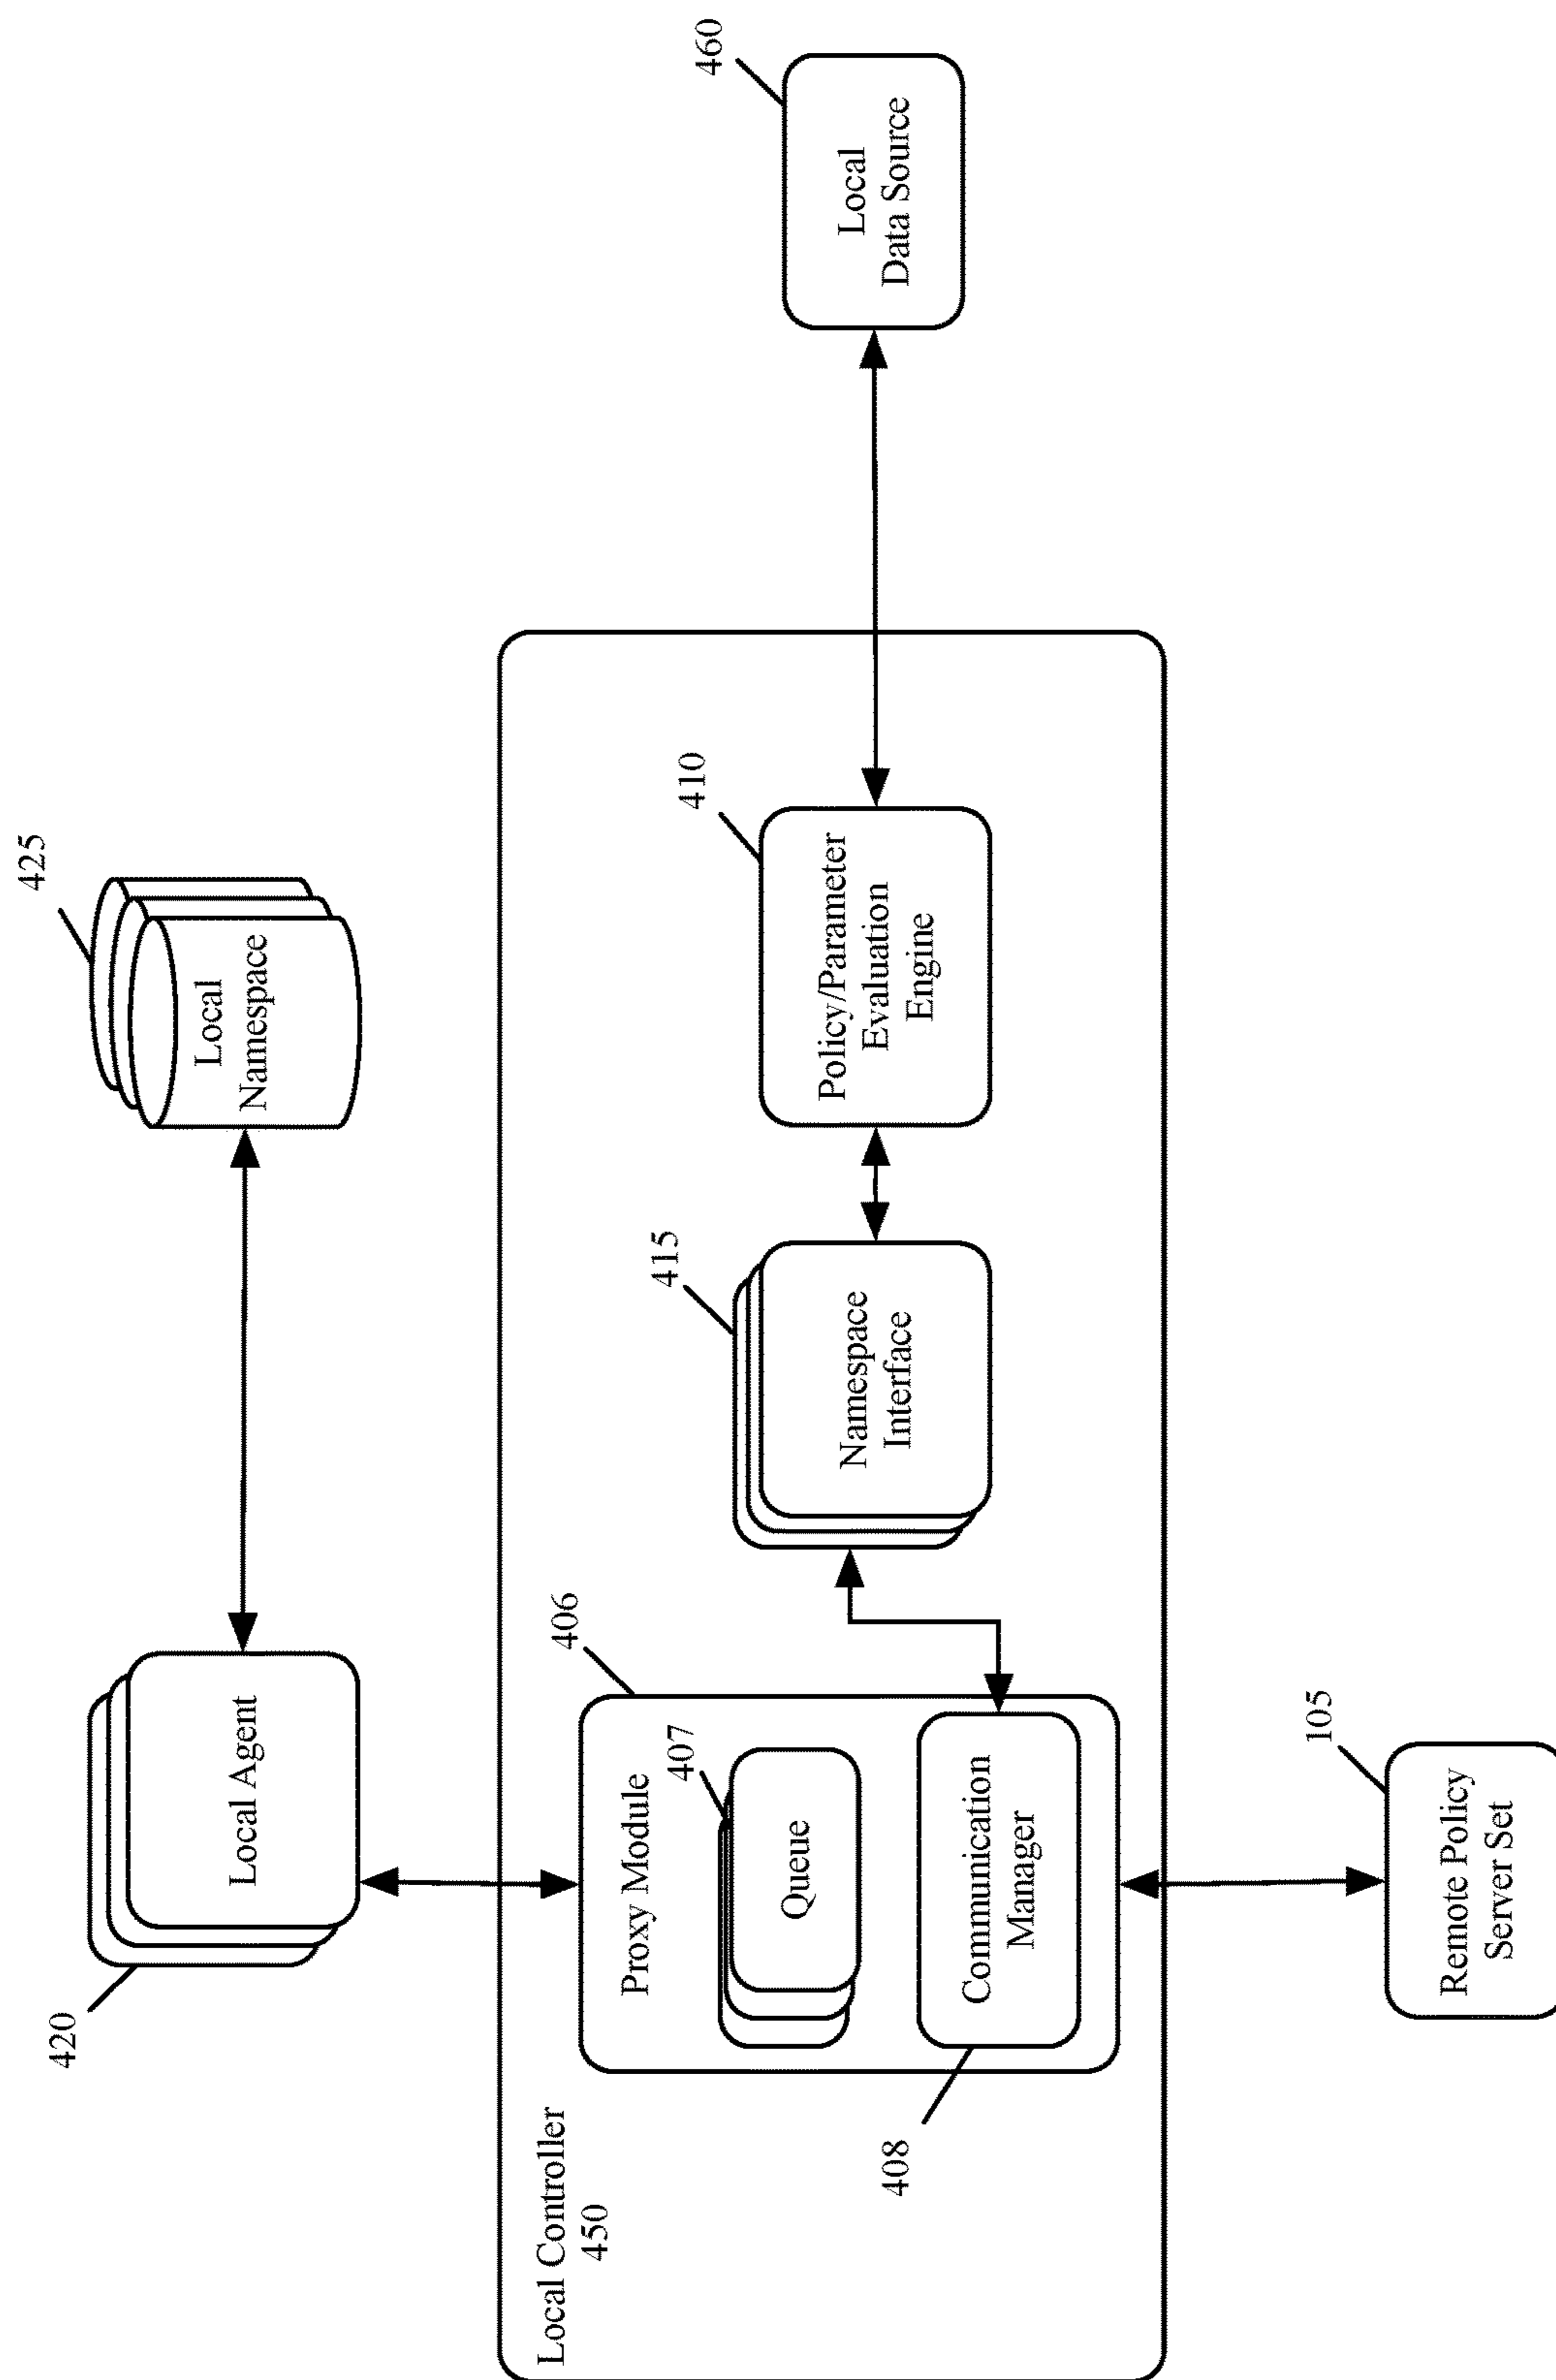 420
Local Agent
425
Local
Namespace
Local Controller
450
406
Proxy Module
407
Queue
408
Communication
Manager
415
Namespace
Interface
410
Policy/Parameter
Evaluation
Engine
460
Local
Data Source
105
Remote Policy
Server Set